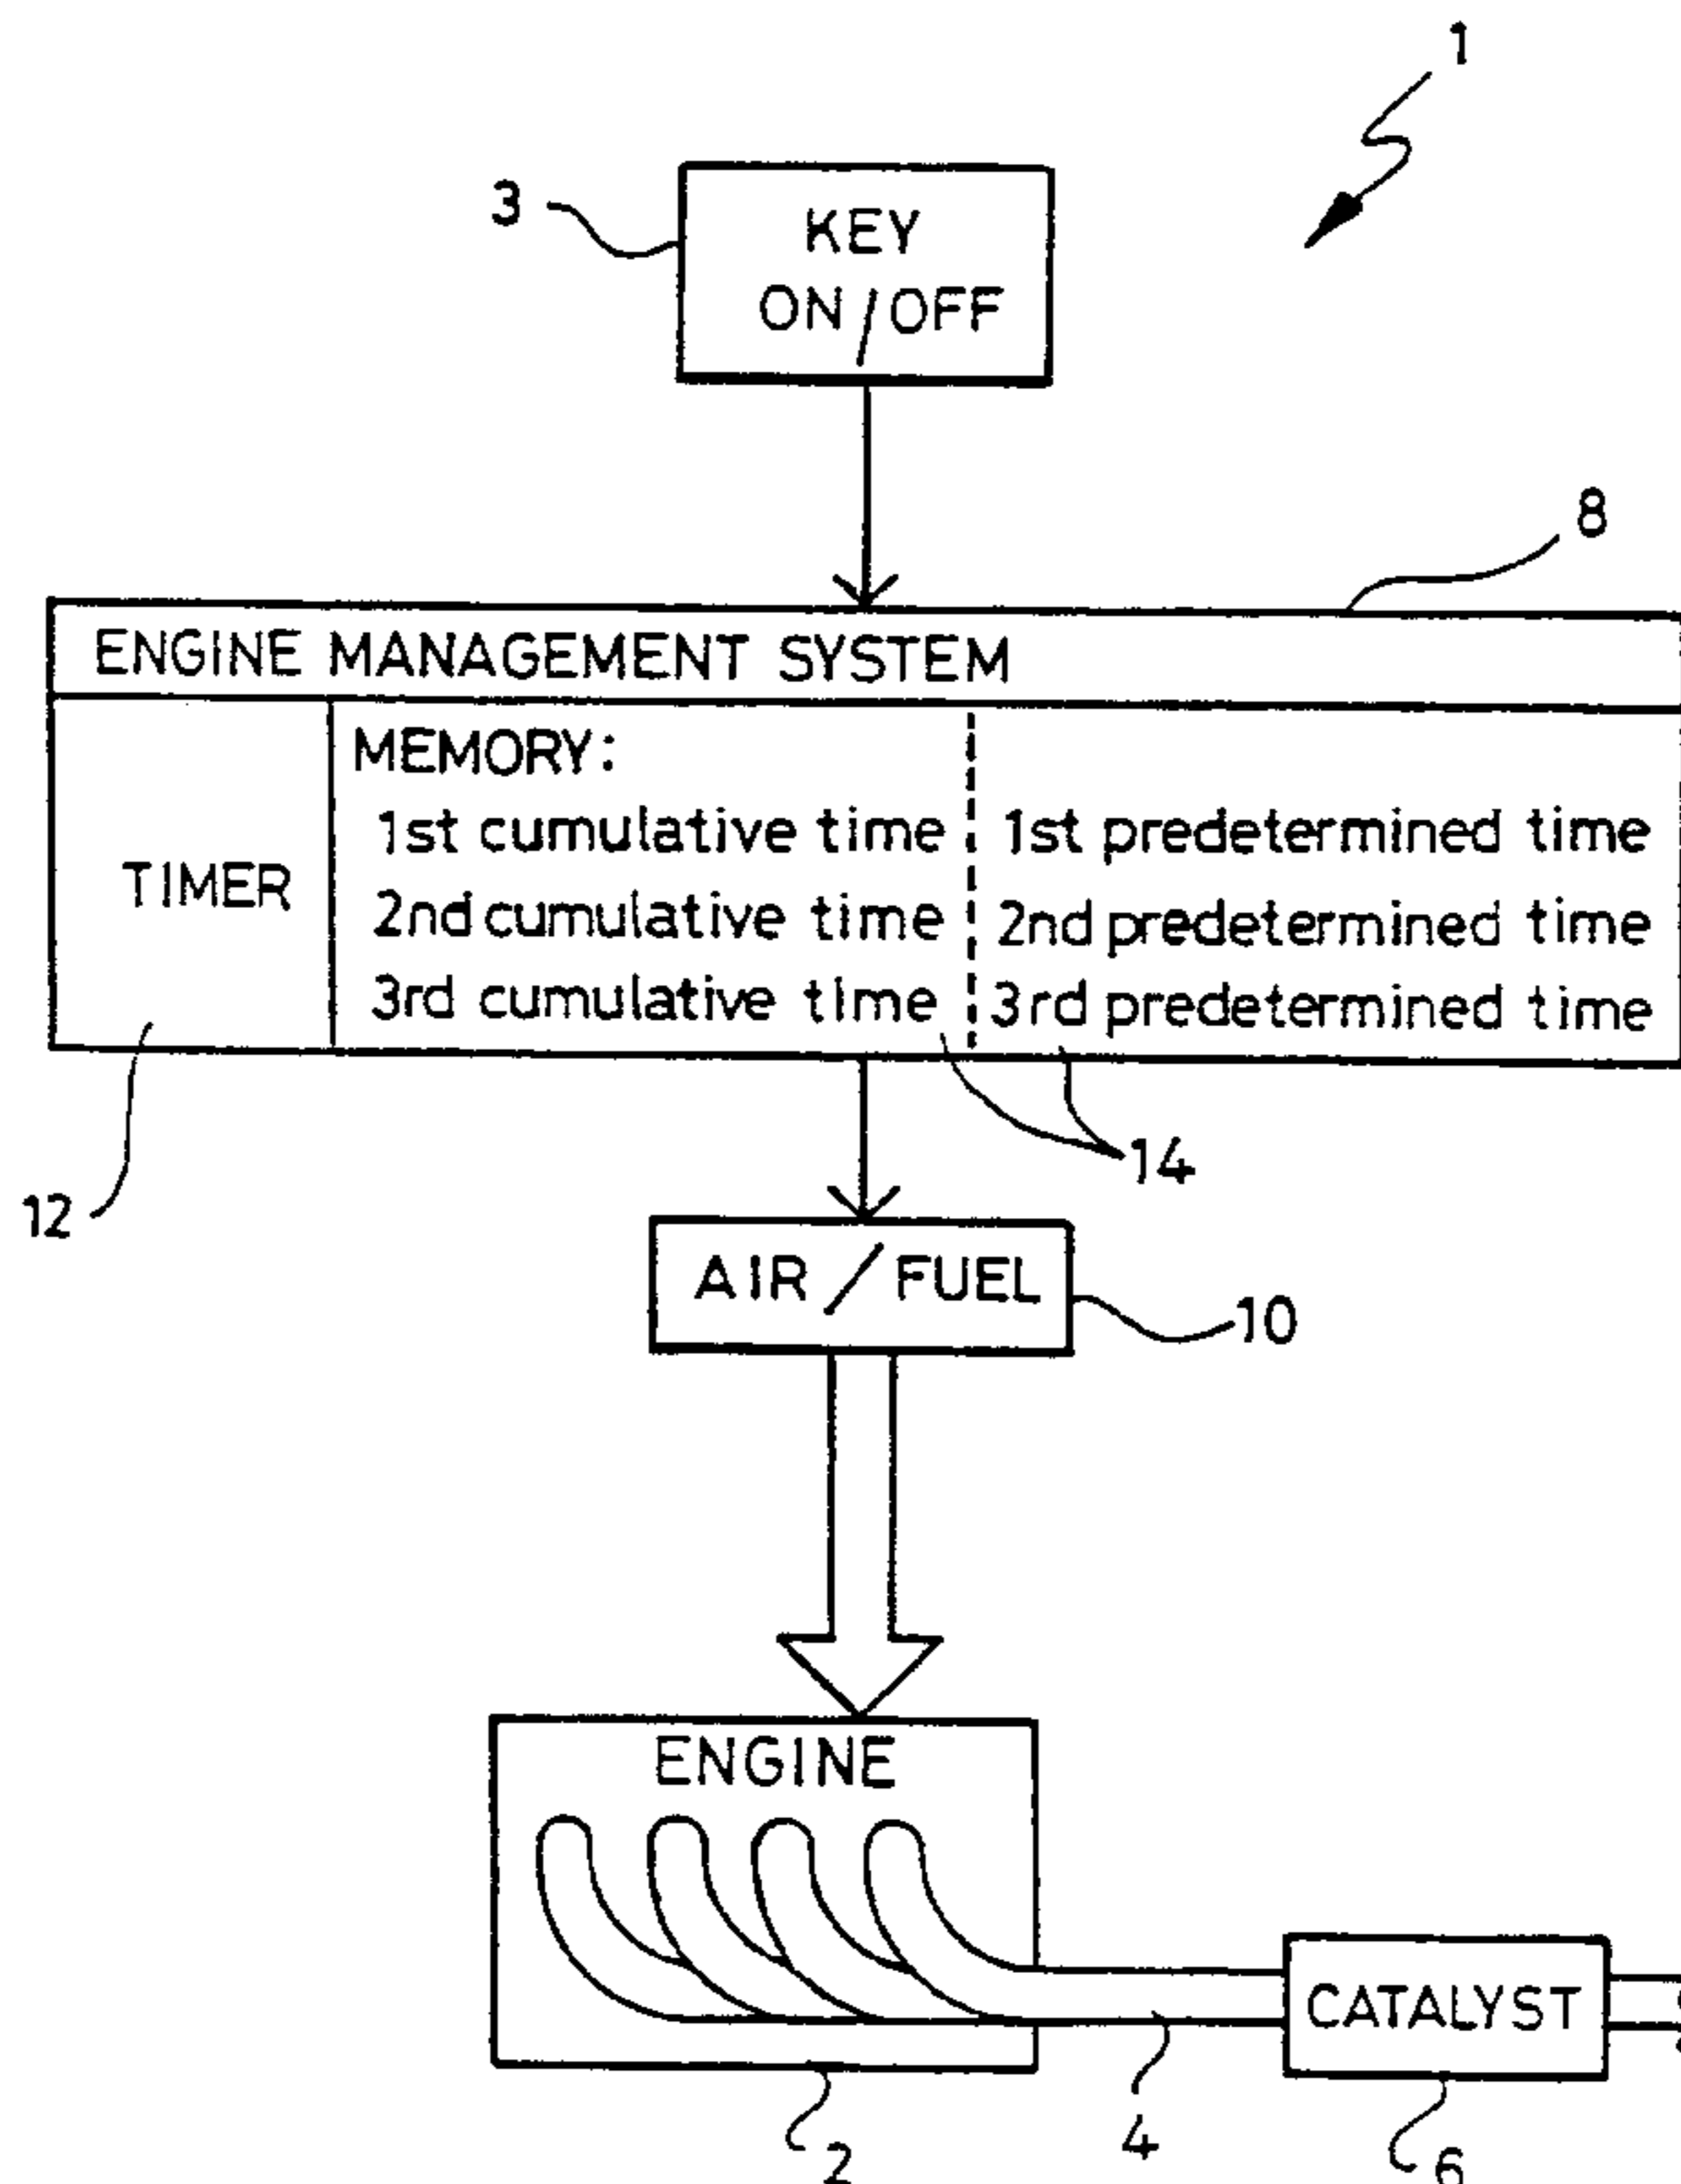 1
3
KEY
ON/OFF
8
ENGINE MANAGEMENT SYSTEM
TIMER
MEMORY:
1st cumulative time
2nd cumulative time
3rd cumulative time
1st predetermined time
2nd predetermined time
3rd predetermined time
12
14
AIR/FUEL
10
ENGINE
CATALYST
2
4
6